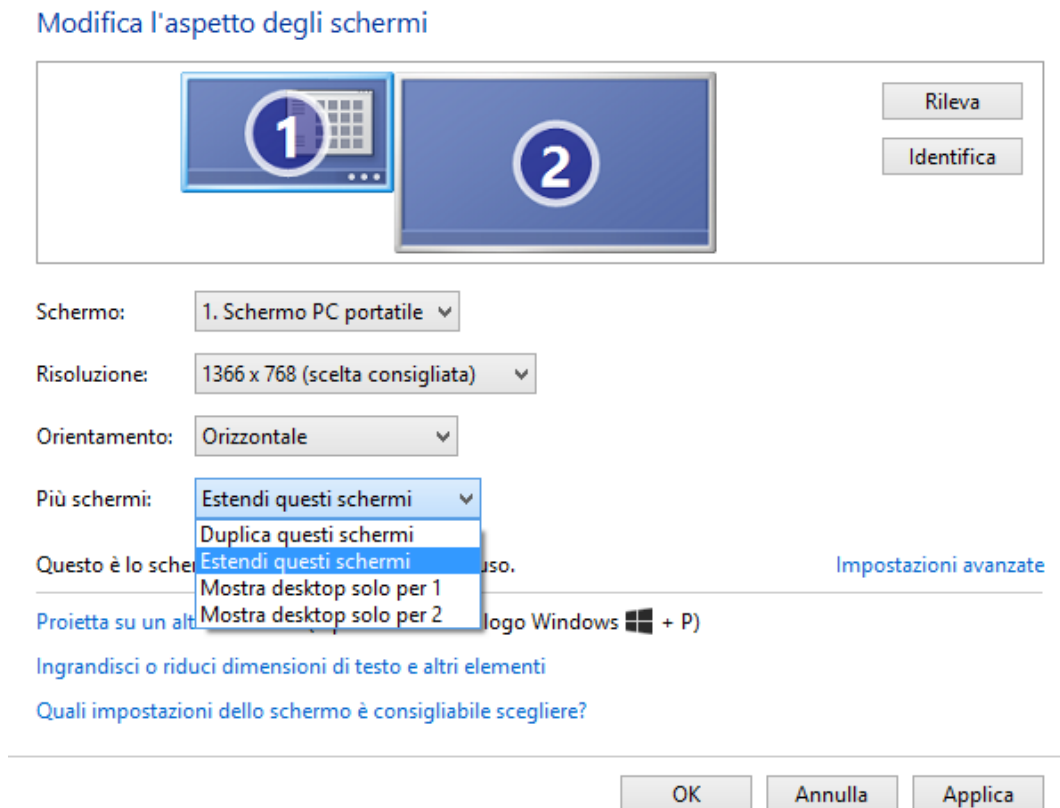 Modifica l'aspetto degli schermi
1
2
Rileva
Identifica
Schermo: 1. Schermo PC portatile
Risoluzione: 1366 x 768 (scelta consigliata)
Orientamento: Orizzontale
Più schermi: Estendi questi schermi
Duplica questi schermi
Estendi questi schermi
Mostra desktop solo per 1
Mostra desktop solo per 2
Questo è lo uso. Impostazioni avanzate
Proietta su un logo Windows + P)
Ingrandisci o riduci dimensioni di testo e altri elementi
Quali impostazioni dello schermo è consigliabile scegliere?
OK Annulla Applica